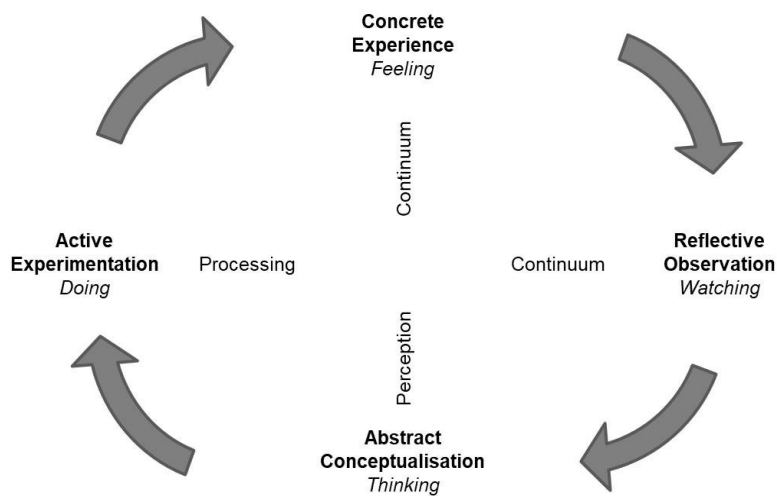 Concrete
Experience
Feeling
Continuum
Active
Experimentation
Doing
Processing
Continuum
Reflective
Observation
Watching
Perception
Abstract
Conceptualisation
Thinking